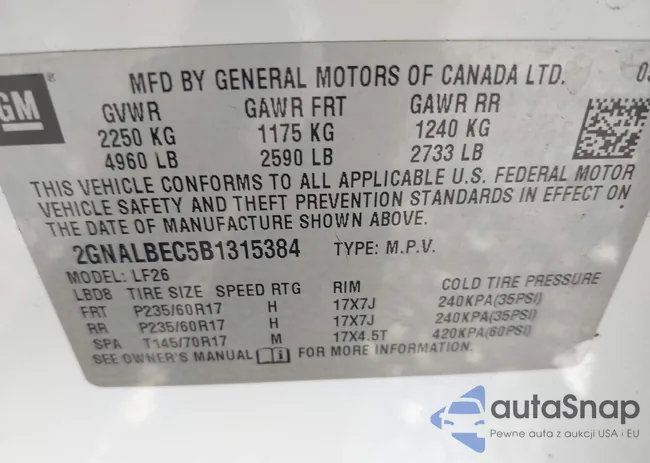 GM ®
MFD BY GENERAL MOTORS OF CANADA LTD.
GVWR GAWR FRT GAWR RR
2250 KG 1175 KG 1240 KG
4960 LB 2590 LB 2733 LB
THIS VEHICLE CONFORMS TO ALL APPLICABLE U.S. FEDERAL MOTOR
VEHICLE SAFETY AND THEFT PREVENTION STANDARDS IN EFFECT ON
THE DATE OF MANUFACTURE SHOWN ABOVE.
2GNALBEC5B1315384 TYPE: M.P.V.
MODEL: LF26
LBD8 TIRE SIZE SPEED RTG RIM COLD TIRE PRESSURE
FRT P235/60R17 H 17X7J 240KPA(35PSI)
RR P235/60R17 H 17X7J 240KPA(35PSI)
SPA T145/70R17 M 17X4.5T 420KPA(60PSI)
SEE OWNER'S MANUAL FOR MORE INFORMATION.
autaSnap
Pewne auta z aukcji USA i EU